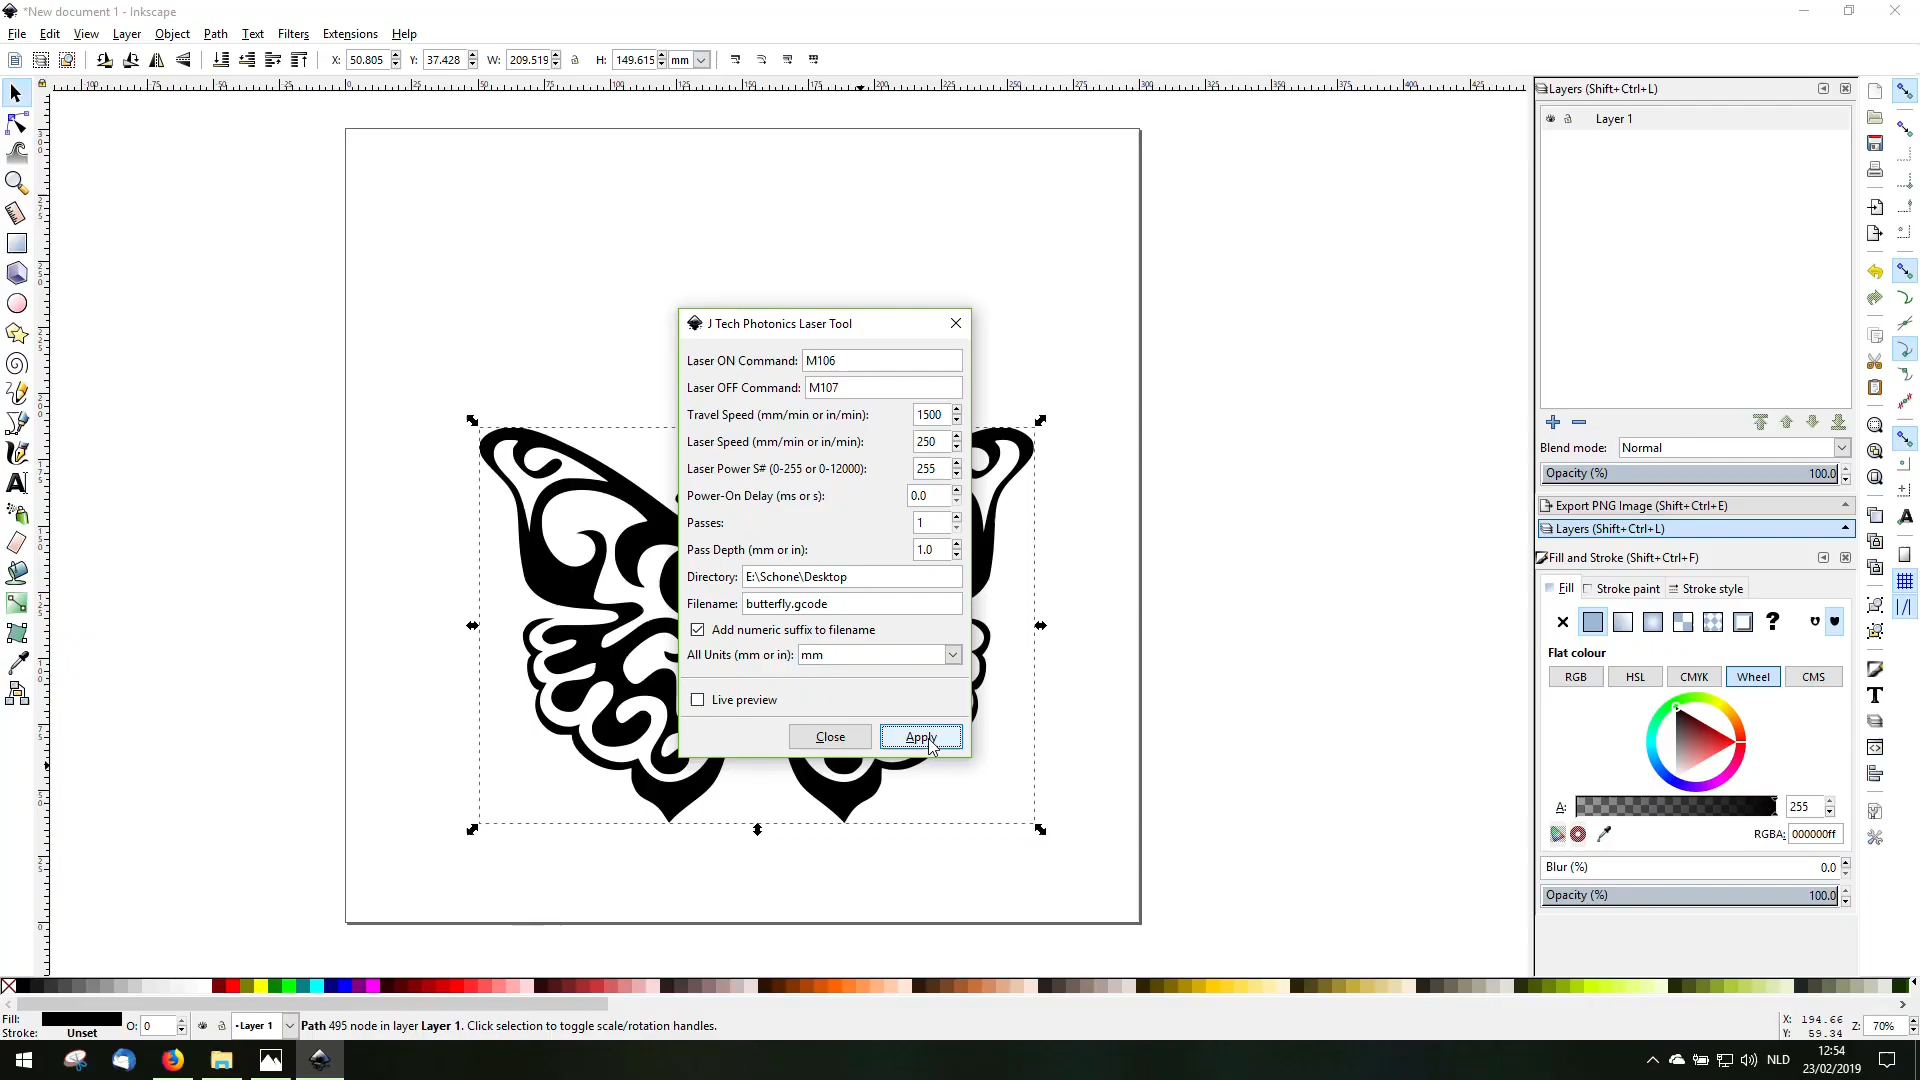 *New document 1 - Inkscape
File Edit View Layer Object Path Text Filters Extensions Help
X: 50.805 Y: 37.428 W: 209.519 H: 149.615 mm
Layers (Shift+Ctrl+L)
Layer 1
J Tech Photonics Laser Tool
Laser ON Command: M106
Laser OFF Command: M107
Travel Speed (mm/min or in/min): 1500
Laser Speed (mm/min or in/min): 250
Laser Power S# (0-255 or 0-12000): 255
Power-On Delay (ms or s): 0.0
Passes: 1
Pass Depth (mm or in): 1.0
Directory: E:\Schone\Desktop
Filename: butterfly.gcode
Add numeric suffix to filename
All Units (mm or in): mm
Live preview
Close Apply
Blend mode: Normal
Opacity (%) 100.0
Export PNG Image (Shift+Ctrl+E)
Layers (Shift+Ctrl+L)
Fill and Stroke (Shift+Ctrl+F)
Fill Stroke paint Stroke style
Flat colour
RGB HSL CMYK Wheel CMS
A: 255
RGBA: 000000ff
Blur (%) 0.0
Opacity (%) 100.0
Fill:
Stroke: Unset
O: 0
Layer 1
Path 495 node in layer Layer 1. Click selection to toggle scale/rotation handles.
X: 194.66
Y: 59.34
Z: 70%
NLD
12:54
23/02/2019